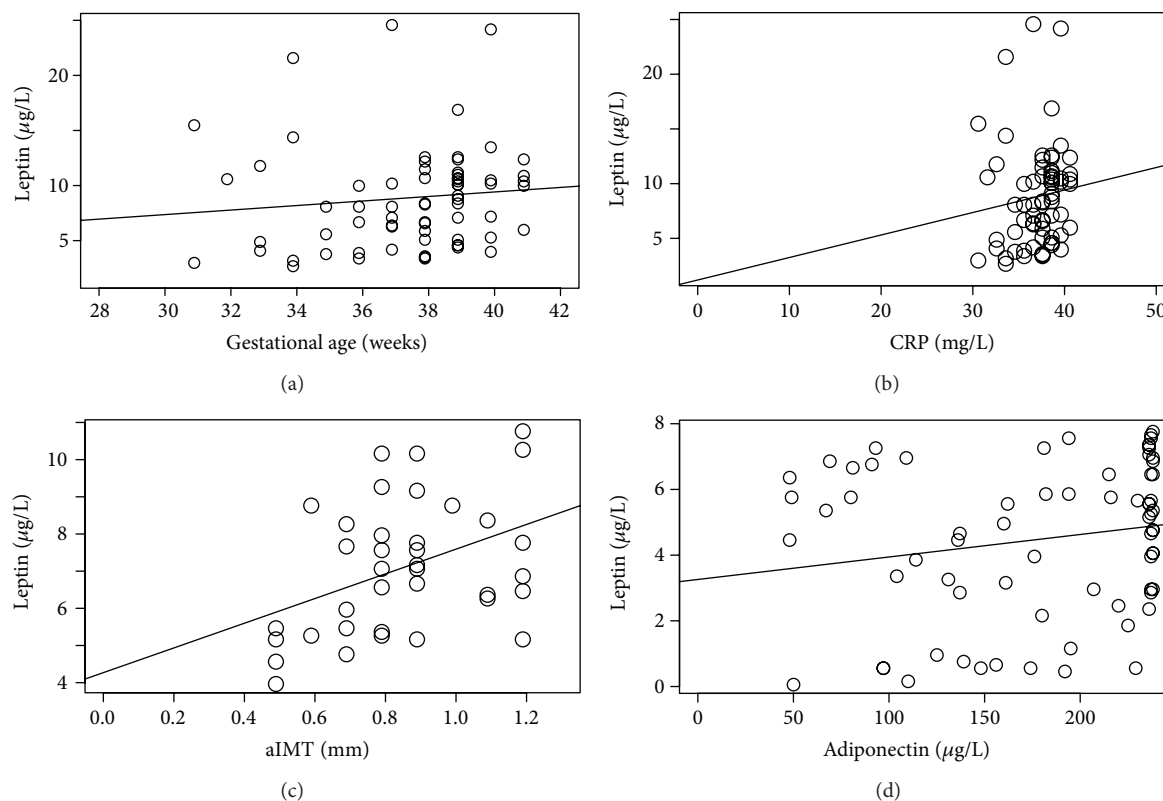 20
10
5
Leptin (µg/L)
28 30 32 34 36 38 40 42
Gestational age (weeks)
(a)
20
10
5
Leptin (µg/L)
0 10 20 30 40 50
CRP (mg/L)
(b)
10
8
6
4
Leptin (µg/L)
0.0 0.2 0.4 0.6 0.8 1.0 1.2
aIMT (mm)
(c)
8
6
4
2
0
Leptin (µg/L)
0 50 100 150 200
Adiponectin (µg/L)
(d)